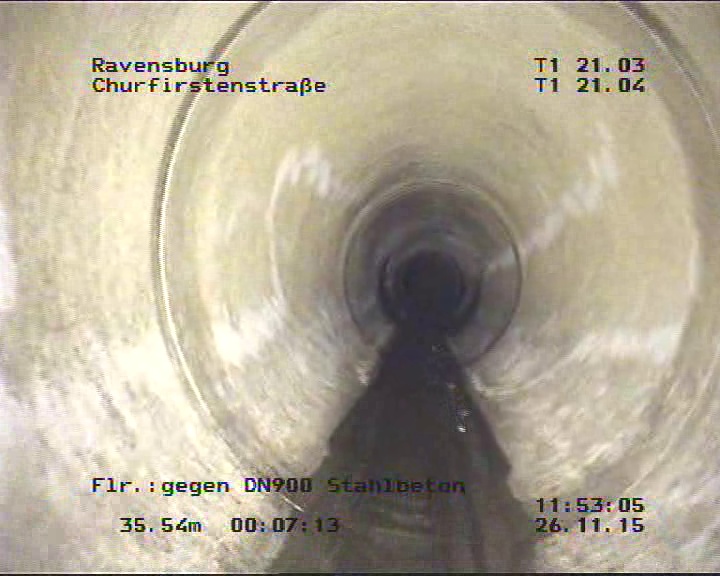 Ravensburg
Churfirstenstraße
T1 21.03
T1 21.04
Flr.:gegen DN900 Stahlbeton
11:53:05
35.54m 00:07:13
26.11.15